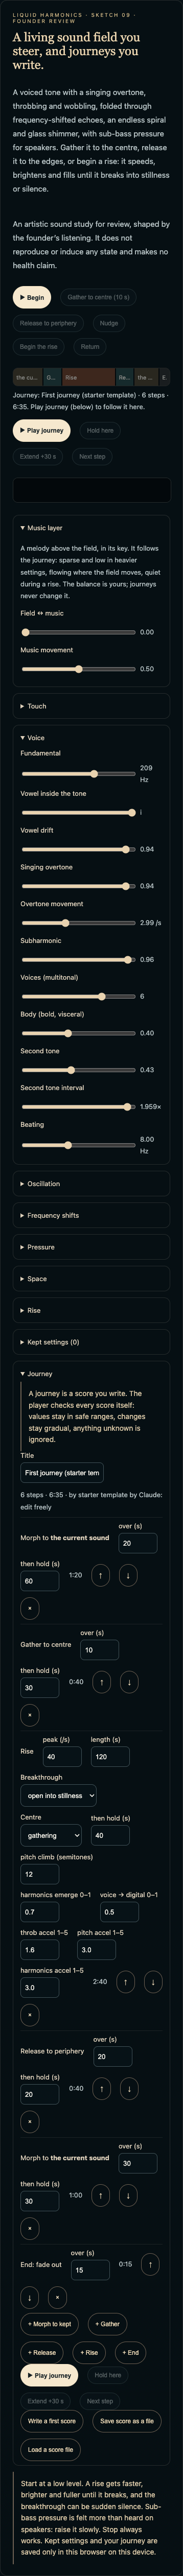 LIQUID HARMONICS · SKETCH 09 ·
FOUNDER REVIEW
A living sound field you
steer, and journeys you
write.
A voiced tone with a singing overtone,
throbbing and wobbling, folded through
frequency-shifted echoes, an endless spiral
and glass shimmer, with sub-bass pressure
for speakers. Gather it to the centre, release
it to the edges, or begin a rise: it speeds,
brightens and fills until it breaks into stillness
or silence.
An artistic sound study for review, shaped by
the founder's listening. It does not
reproduce or induce any state and makes no
health claim.
▶ Begin
Gather to centre (10 s)
Release to periphery
Nudge
Begin the rise
Return
the cu…
G…
Rise
Re…
the …
E
Journey: First journey (starter template) · 6 steps ·
6:35. Play journey (below) to follow it here.
▶ Play journey
Hold here
Extend +30 s
Next step
▼ Music layer
A melody above the field, in its key. It follows
the journey: sparse and low in heavier
settings, flowing where the field moves, quiet
during a rise. The balance is yours; journeys
never change it.
Field ↔ music
0.00
Music movement
0.50
▶ Touch
▼ Voice
Fundamental
209
Hz
Vowel inside the tone
i
Vowel drift
0.94
Singing overtone
0.94
Overtone movement
2.99 /s
Subharmonic
0.96
Voices (multitonal)
6
Body (bold, visceral)
0.40
Second tone
0.43
Second tone interval
1.959×
Beating
8.00
Hz
▶ Oscillation
▶ Frequency shifts
▶ Pressure
▶ Space
▶ Rise
▶ Kept settings (0)
▼ Journey
A journey is a score you write. The
player checks every score itself:
values stay in safe ranges, changes
stay gradual, anything unknown is
ignored.
Title
First journey (starter tem
6 steps · 6:35 · by starter template by Claude:
edit freely
Morph to the current sound
over (s)
20
then hold (s)
60
1:20
↑
↓
×
Gather to centre
over (s)
10
then hold (s)
30
0:40
↑
↓
×
Rise
peak (/s)
40
length (s)
120
Breakthrough
open into stillness
Centre
gathering
then hold (s)
40
pitch climb (semitones)
12
harmonics emerge 0–1
0.7
voice → digital 0–1
0.5
throb accel 1–5
1.6
pitch accel 1–5
3.0
harmonics accel 1–5
3.0
2:40
↑
↓
×
Release to periphery
over (s)
20
then hold (s)
20
0:40
↑
↓
×
Morph to the current sound
over (s)
30
then hold (s)
30
1:00
↑
↓
×
End: fade out
over (s)
15
0:15
↑
↓
×
+ Morph to kept
+ Gather
+ Release
+ Rise
+ End
▶ Play journey
Hold here
Extend +30 s
Next step
Write a first score
Save score as a file
Load a score file
Start at a low level. A rise gets faster,
brighter and fuller until it breaks, and the
breakthrough can be sudden silence. Sub-
bass pressure is felt more than heard on
speakers: raise it slowly. Stop always
works. Kept settings and your journey are
saved only in this browser on this device.